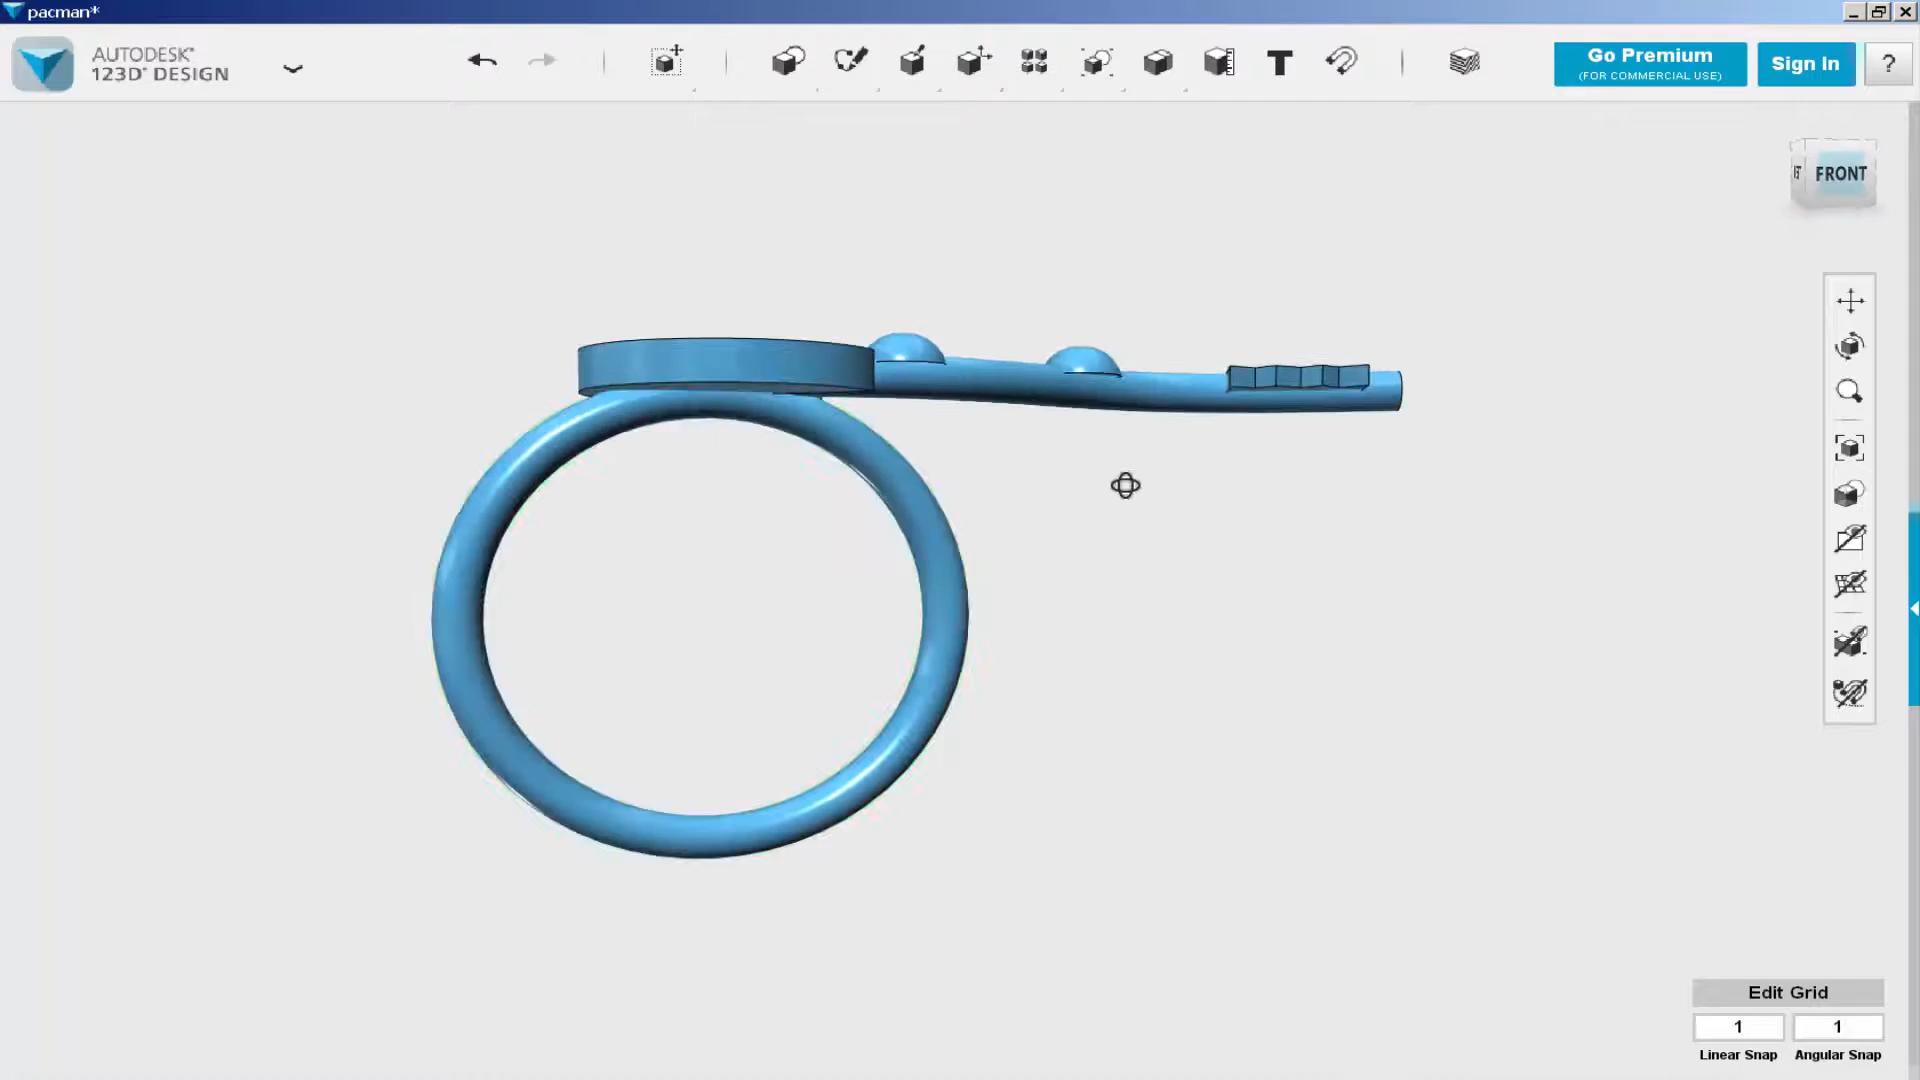 pacman*
AUTODESK®
123D® DESIGN
T
Go Premium
(FOR COMMERCIAL USE)
Sign In
?
FRONT
Edit Grid
1 1
Linear Snap Angular Snap